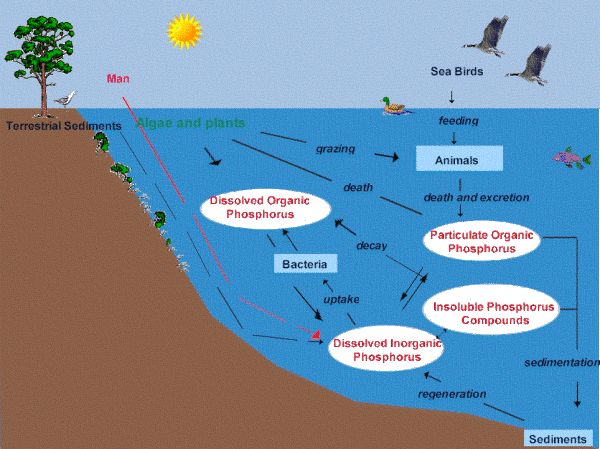 Man
Sea Birds
Terrestrial Sediments
Algae and plants
feeding
grazing
Animals
death
death and excretion
Dissolved Organic
Phosphorus
Particulate Organic
Phosphorus
decay
Bacteria
uptake
Insoluble Phosphorus
Compounds
Dissolved Inorganic
Phosphorus
sedimentation
regeneration
Sediments